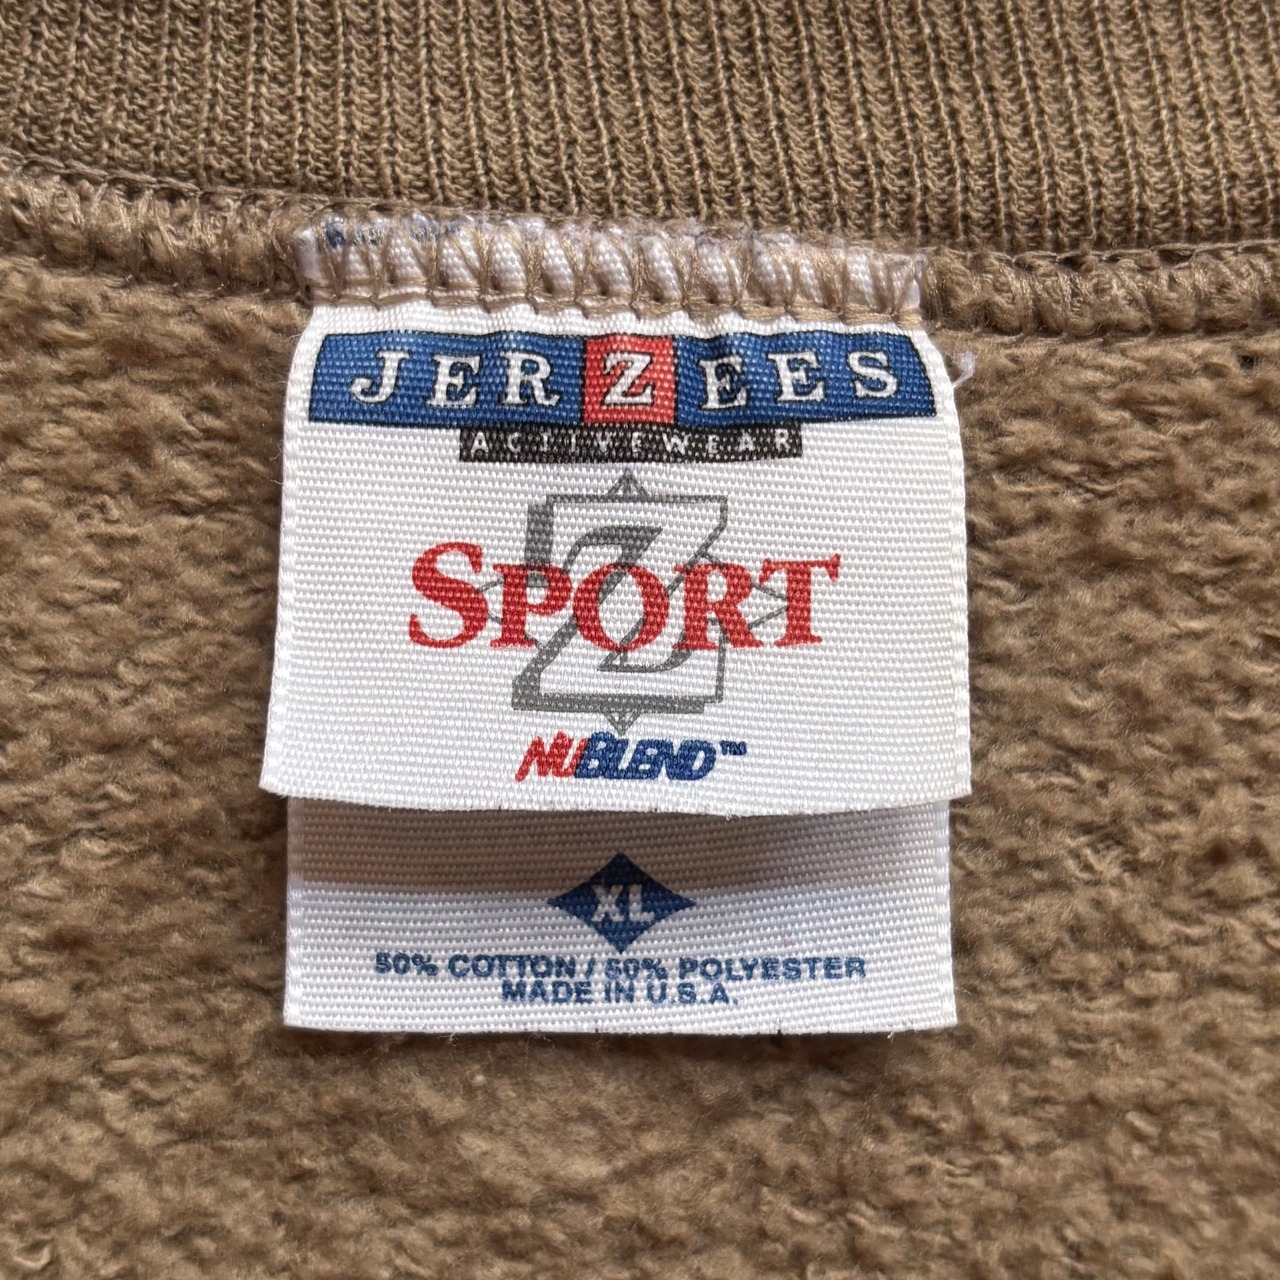 JERZEES
ACTIVEWEAR
Z
SPORT
NUBLEND™
XL
50% COTTON / 50% POLYESTER
MADE IN U.S.A.